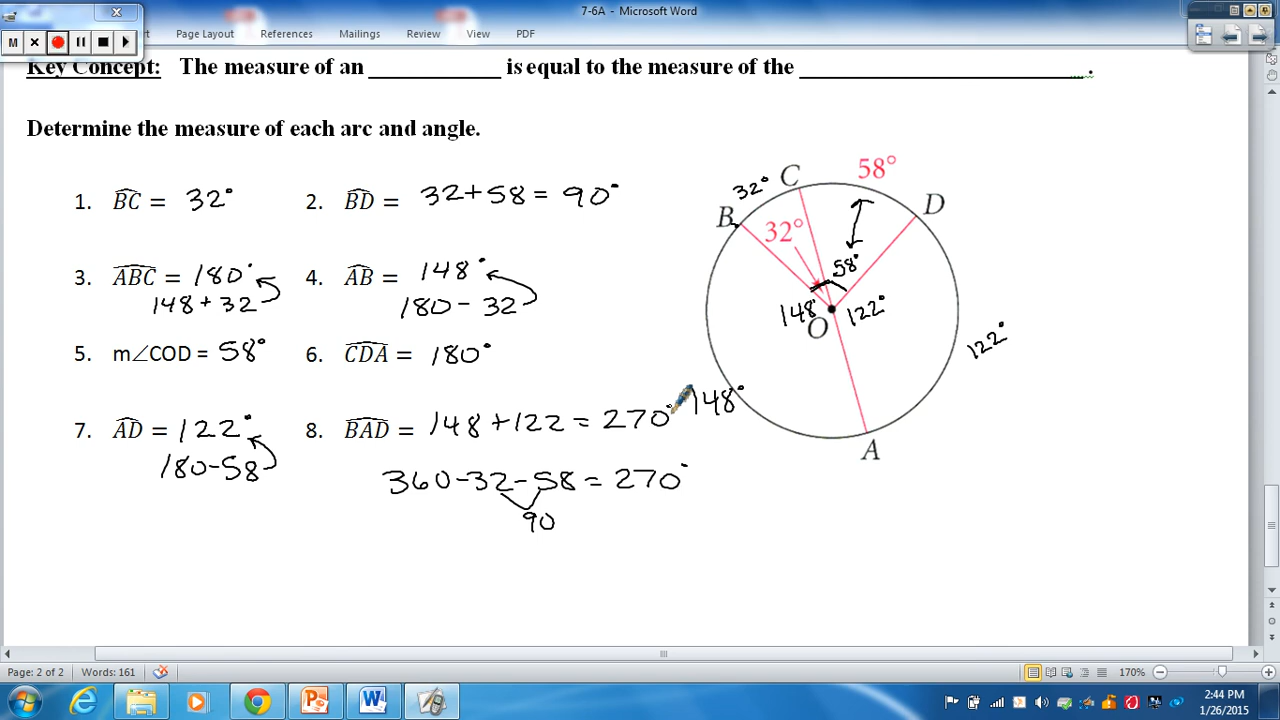 7-6A - Microsoft Word
M
Page Layout References Mailings Review View PDF
Key Concept: The measure of an ____________ is equal to the measure of the __________________________.
Determine the measure of each arc and angle.
1. BC = 32°
2. BD = 32+58 = 90°
3. ABC = 180°
148+32
4. AB = 148°
180-32
5. m∠COD = 58°
6. CDA = 180°
7. AD = 122°
180-58
8. BAD = 148+122 = 270°
360-32-58 = 270°
90
32°
C
58°
B
32°
D
58°
148°
O
122°
122°
148°
A
Page: 2 of 2 Words: 161
170%
2:44 PM
1/26/2015